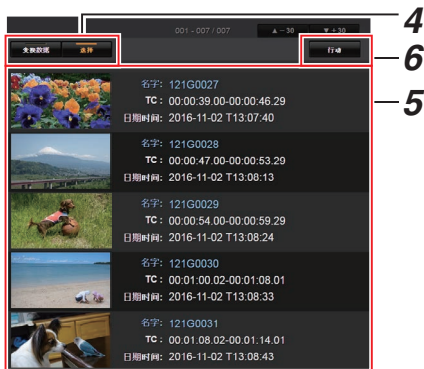 4
001 - 007 / 007 ▲ - 30 ▼ + 30
变换数据 选择 行动
6
5
名字: 121G0027
TC : 00:00:39.00-00:00:46.29
日期时间: 2016-11-02 T13:07:40
名字: 121G0028
TC : 00:00:47.00-00:00:53.29
日期时间: 2016-11-02 T13:08:13
名字: 121G0029
TC : 00:00:54.00-00:00:59.29
日期时间: 2016-11-02 T13:08:24
名字: 121G0030
TC : 00:01:00.02-00:01:08.01
日期时间: 2016-11-02 T13:08:33
名字: 121G0031
TC : 00.01.08.02-00.01.14.01
日期时间: 2016-11-02 T13:08:43